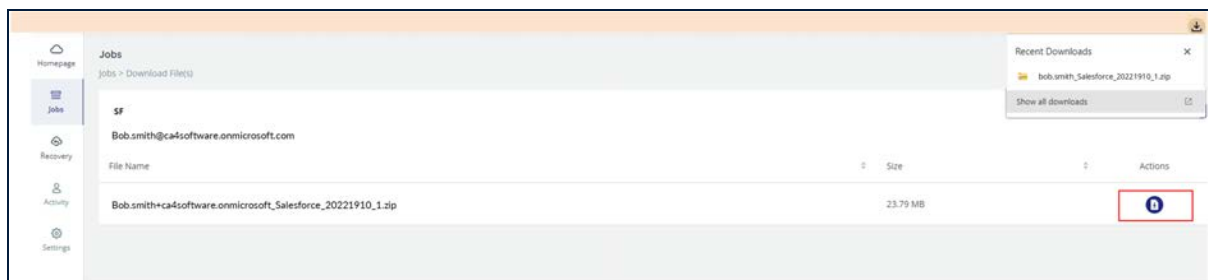 Homepage
Jobs
Recovery
Activity
Settings
Jobs
Jobs > Download File(s)
SF
Bob.smith@ca4software.onmicrosoft.com
File Name Size Actions
Bob.smith+ca4software.onmicrosoft_Salesforce_20221910_1.zip 23.79 MB
Recent Downloads
bob.smith_Salesforce_20221910_1.zip
Show all downloads